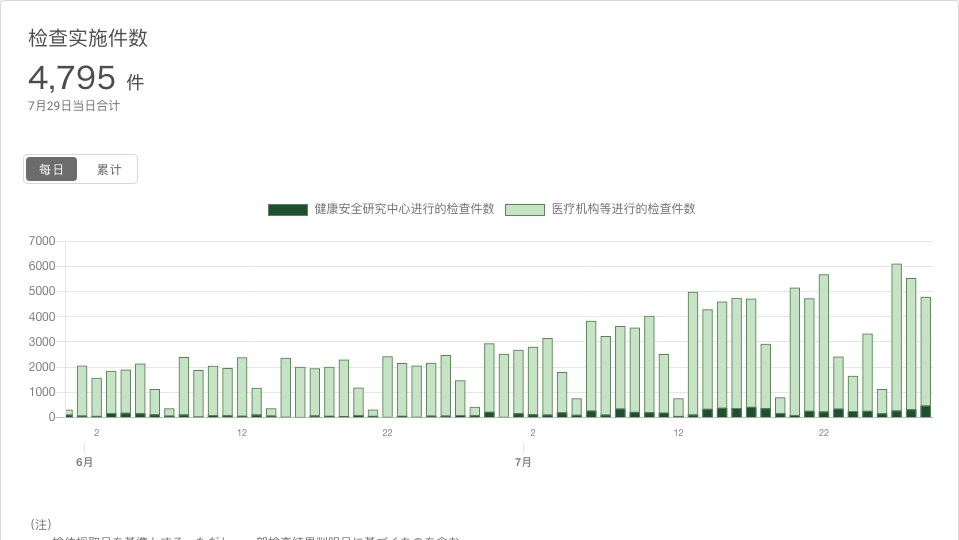 检查实施件数
4,795 件
7月29日当日合计
每日 累计
健康安全研究中心进行的检查件数 医疗机构等进行的检查件数
7000
6000
5000
4000
3000
2000
1000
0
2 12 22 2 12 22
6月 7月
（注）